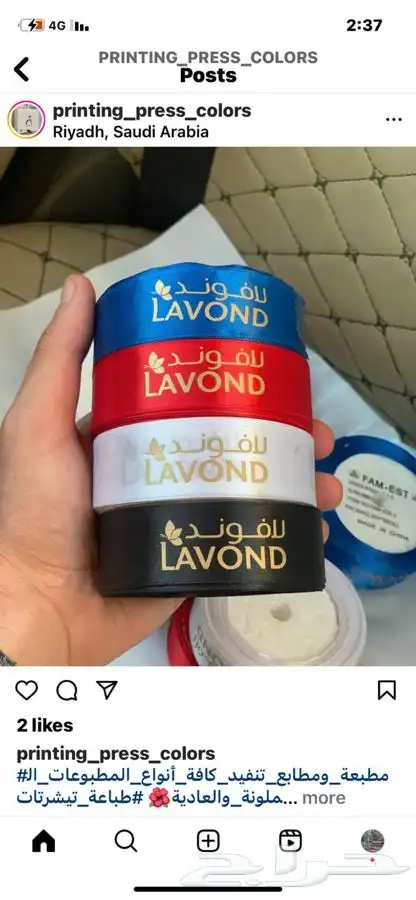 4G
2:37
PRINTING_PRESS_COLORS
Posts
printing_press_colors
Riyadh, Saudi Arabia
لافوند
LAVOND
لافوند
LAVOND
لافوند
LAVOND
لافوند
LAVOND
FAM-EST
MADE IN CHINA
2 likes
printing_press_colors
#مطبعة_ومطابع_تنفيد_كافة_أنواع_المطبوعات_الـ
ملونة_والعادية🌺 #طباعة_تيشرتات... more
حراج